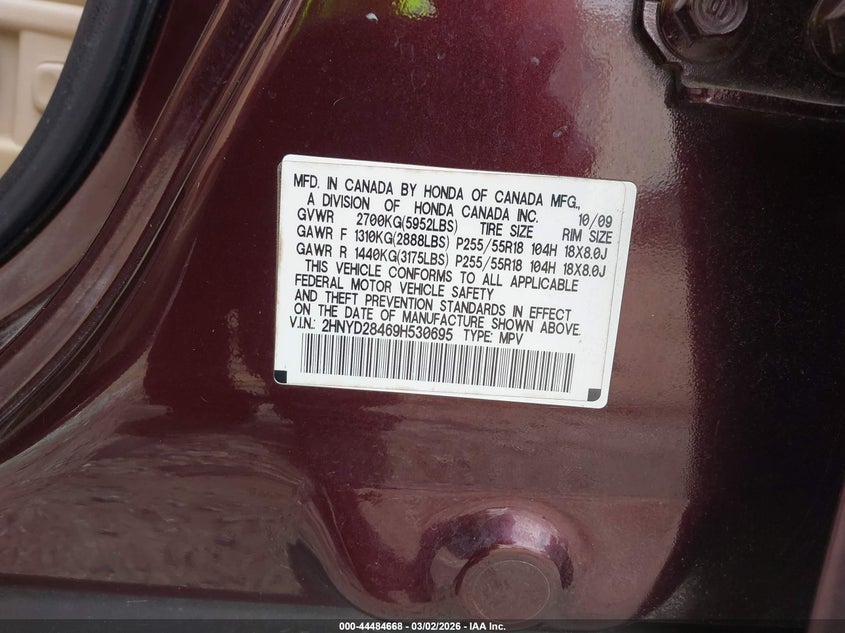 MFD. IN CANADA BY HONDA OF CANADA MFG.,
A DIVISION OF HONDA CANADA INC. 10/09
GVWR 2700KG(5952LBS) TIRE SIZE RIM SIZE
GAWR F 1310KG(2888LBS) P255/55R18 104H 18X8.0J
GAWR R 1440KG(3175LBS) P255/55R18 104H 18X8.0J
THIS VEHICLE CONFORMS TO ALL APPLICABLE
FEDERAL MOTOR VEHICLE SAFETY
AND THEFT PREVENTION STANDARDS IN EFFECT
ON THE DATE OF MANUFACTURE SHOWN ABOVE.
V.I.N.: 2HNYD28469H530695 TYPE: MPV
000-44484668 - 03/02/2026 - IAA Inc.